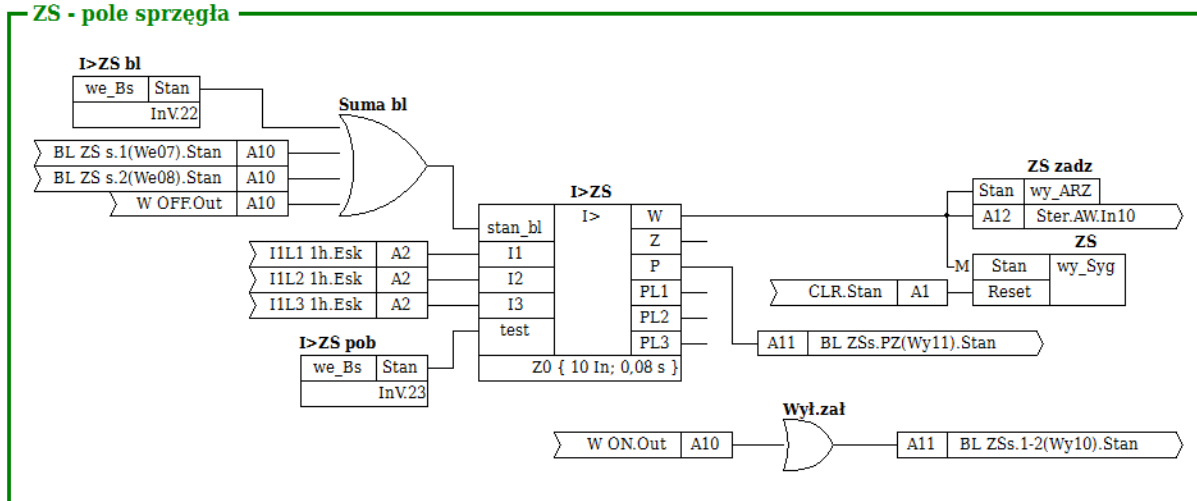 ZS - pole sprzęgła
I>ZS bl
we_Bs Stan
InV.22
Suma bl
BL ZS s.1(We07).Stan A10
BL ZS s.2(We08).Stan A10
W OFF.Out A10
I>ZS
stan_bl I> W
Z
I1L1 1h.Esk A2 I1
I1L2 1h.Esk A2 I2 P
I1L3 1h.Esk A2 I3 PL1
test PL2
PL3
Z0 { 10 In; 0,08 s }
I>ZS pob
we_Bs Stan
InV.23
ZS zadz
Stan wy_ARZ
A12 Ster.AW.In10
ZS
M Stan wy_Syg
CLR.Stan A1 Reset
A11 BL ZSs.PZ(Wy11).Stan
Wył.zał
W ON.Out A10 A11 BL ZSs.1-2(Wy10).Stan